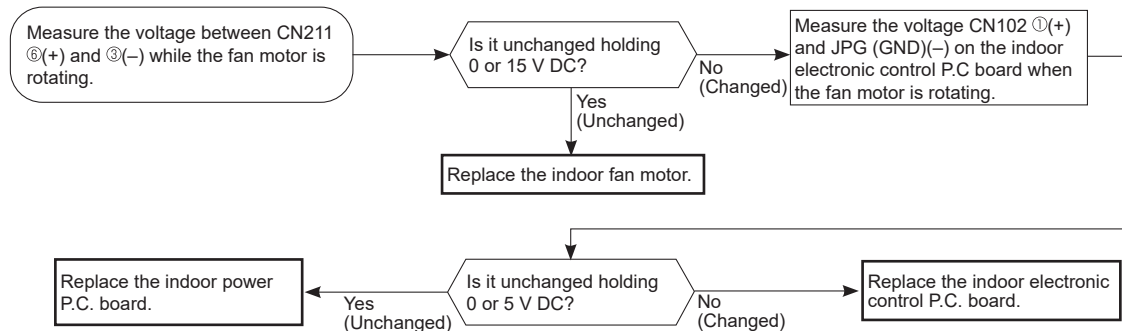 Measure the voltage between CN211
⑥(+) and ③(–) while the fan motor is
rotating.
Is it unchanged holding
0 or 15 V DC?
No
(Changed)
Measure the voltage CN102 ①(+)
and JPG (GND)(–) on the indoor
electronic control P.C board when
the fan motor is rotating.
Yes
(Unchanged)
Replace the indoor fan motor.
Is it unchanged holding
0 or 5 V DC?
Yes
(Unchanged)
Replace the indoor power
P.C. board.
No
(Changed)
Replace the indoor electronic
control P.C. board.